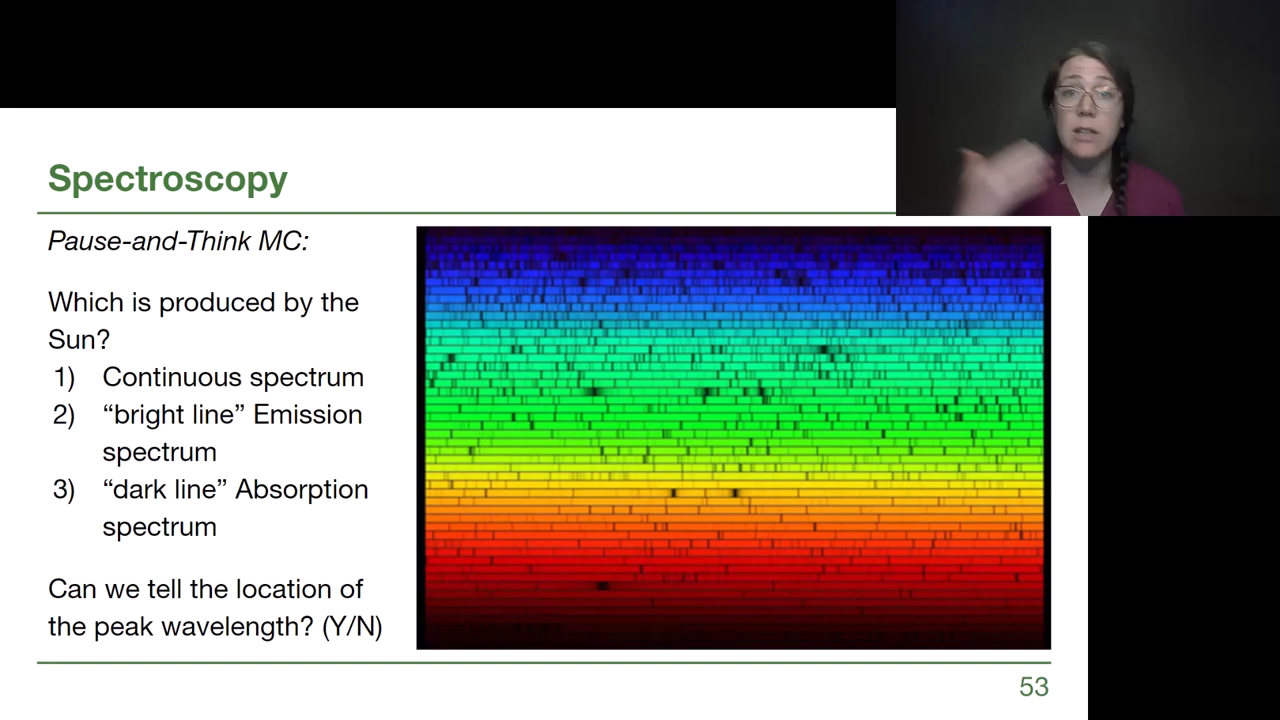 Spectroscopy
Pause-and-Think MC:
Which is produced by the
Sun?
1) Continuous spectrum
2) “bright line” Emission
spectrum
3) “dark line” Absorption
spectrum
Can we tell the location of
the peak wavelength? (Y/N)
53